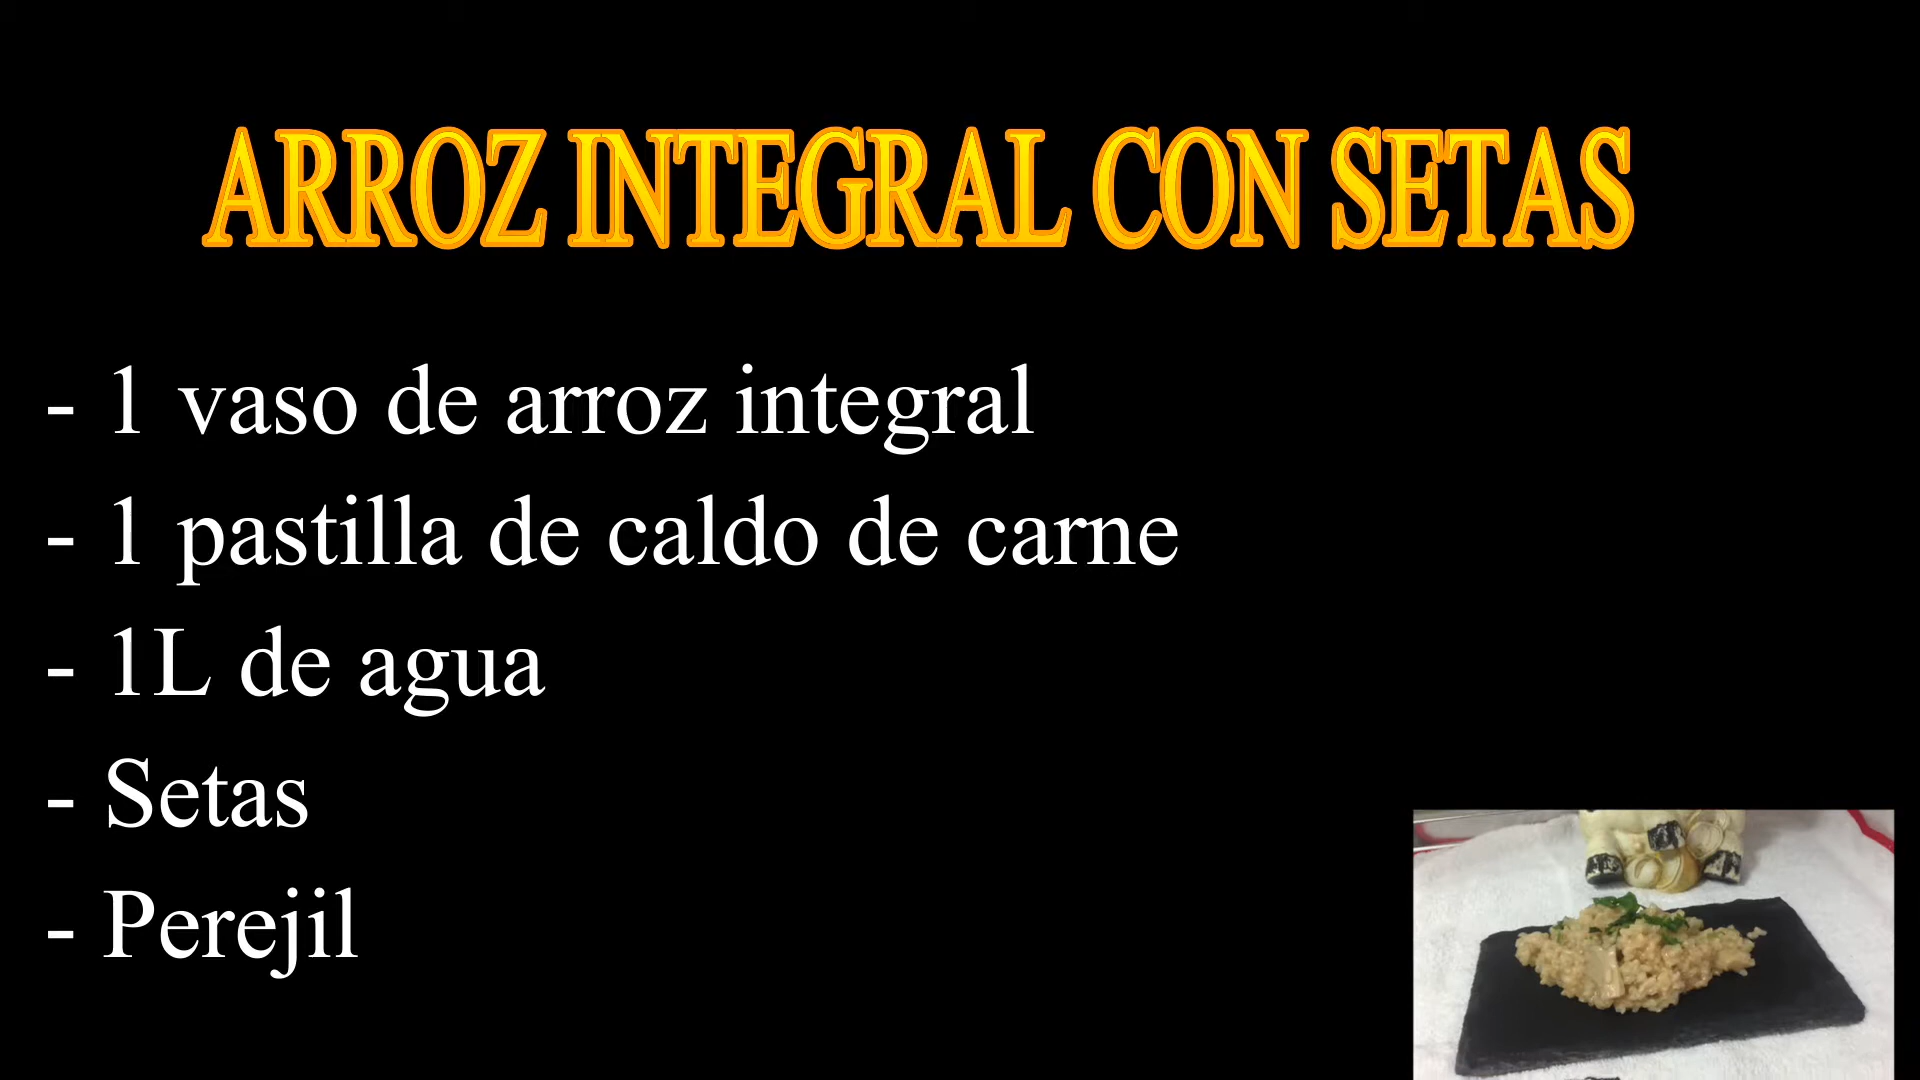 ARROZ INTEGRAL CON SETAS
- 1 vaso de arroz integral
- 1 pastilla de caldo de carne
- 1L de agua
- Setas
- Perejil